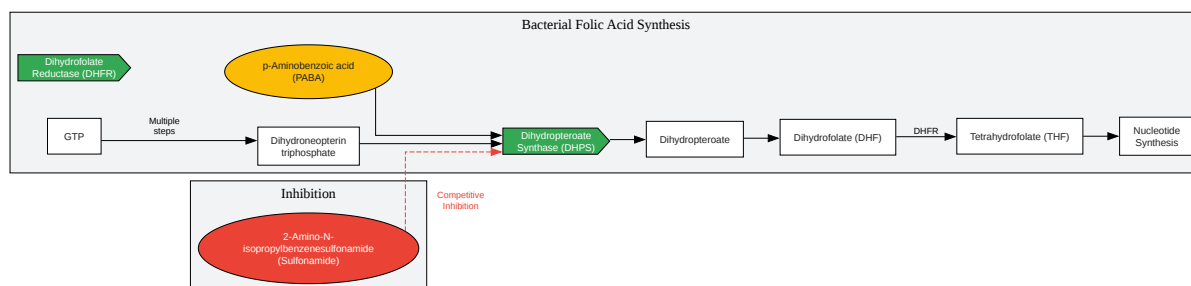 Bacterial Folic Acid Synthesis
Dihydrofolate
Reductase (DHFR)
p-Aminobenzoic acid
(PABA)
GTP
Multiple
steps
Dihydroneopterin
triphosphate
Dihydropteroate
Synthase (DHPS)
Dihydropteroate
Dihydrofolate (DHF)
DHFR
Tetrahydrofolate (THF)
Nucleotide
Synthesis
Inhibition
Competitive
Inhibition
2-Amino-N-
isopropylbenzenesulfonamide
(Sulfonamide)